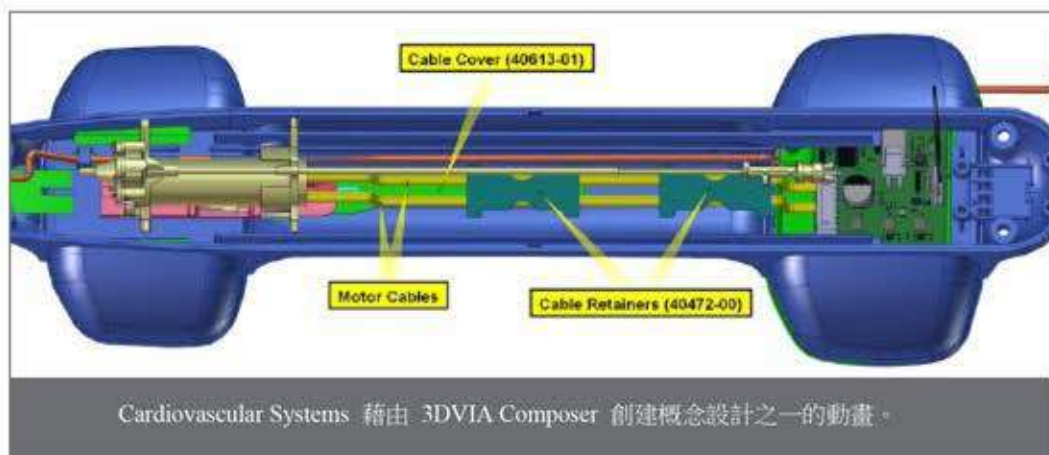 Cable Cover (40613-01)
Motor Cables
Cable Retainers (40472-00)
Cardiovascular Systems 藉由 3DVIA Composer 創建概念設計之一的動畫。